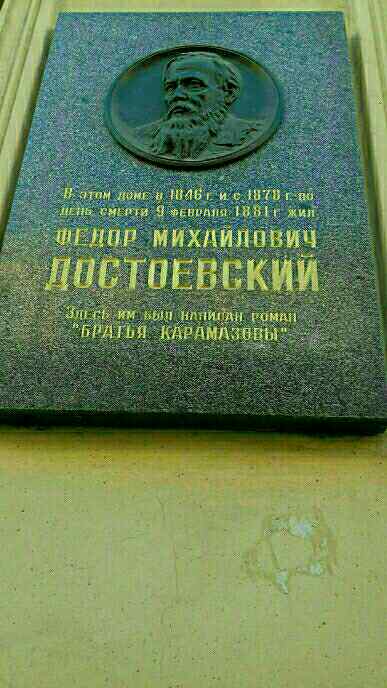 В этом доме в 1846 г. и с 1878 г. по
день смерти 9 февраля 1881 г. жил
ФЕДОР МИХАЙЛОВИЧ
ДОСТОЕВСКИЙ
Здесь им был написан роман
"БРАТЬЯ КАРАМАЗОВЫ"